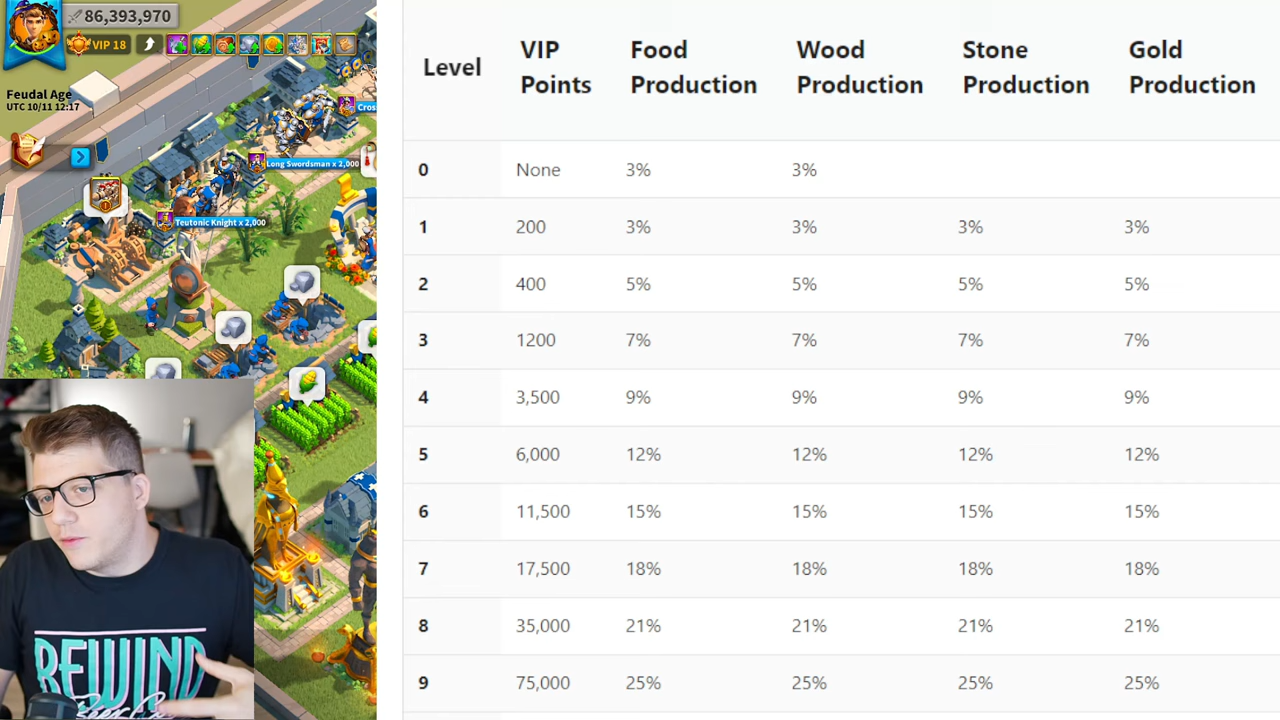 86,393,970
VIP 18
Feudal Age
UTC 10/11 12:17
Cros
Long Swordsman x 2,000
Teutonic Knight x 2,000
REWIND
Level
VIP
Points
Food
Production
Wood
Production
Stone
Production
Gold
Production
0 None 3% 3%
1 200 3% 3% 3% 3%
2 400 5% 5% 5% 5%
3 1200 7% 7% 7% 7%
4 3,500 9% 9% 9% 9%
5 6,000 12% 12% 12% 12%
6 11,500 15% 15% 15% 15%
7 17,500 18% 18% 18% 18%
8 35,000 21% 21% 21% 21%
9 75,000 25% 25% 25% 25%